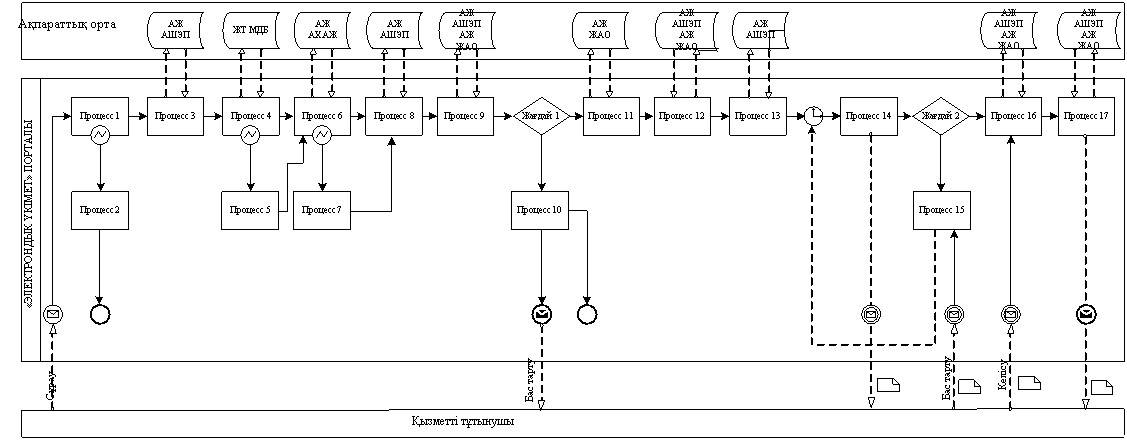 Ақпараттық орта
АЖ
АШЭП
ЖТ МДБ
АЖ
АХАЖ
АЖ
АШЭП
АЖ
АШЭП
АЖ
ЖАО
АЖ
ЖАО
АЖ
АШЭП
АЖ
ЖАО
АЖ
АШЭП
АЖ
АШЭП
АЖ
ЖАО
АЖ
АШЭП
АЖ
ЖАО
«ЭЛЕКТРОНДЫК ҮКІМЕТ» ПОРТАЛЫ
Процесс 1
Процесс 3
Процесс 4
Процесс 6
Процесс 8
Процесс 9
Жағдай 1
Процесс 11
Процесс 12
Процесс 13
Процесс 14
Жағдай 2
Процесс 16
Процесс 17
Процесс 2
Процесс 5
Процесс 7
Процесс 10
Процесс 15
Сұрау
Бас тарту
Бас тарту
Келісу
Қызметті тұтынушы